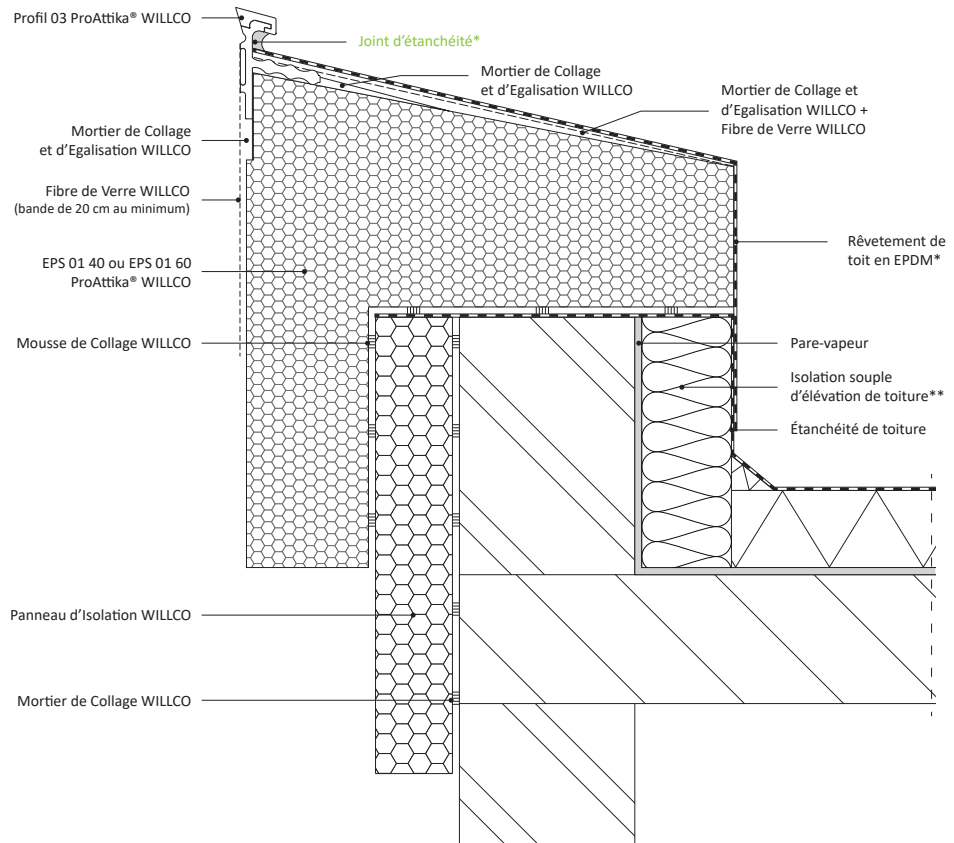 Profil 03 ProAttika® WILLCO
Joint d'étanchéité*
Mortier de Collage
et d'Egalisation WILLCO
Mortier de Collage et
d'Egalisation WILLCO +
Fibre de Verre WILLCO
Mortier de Collage
et d'Egalisation WILLCO
Fibre de Verre WILLCO
(bande de 20 cm au minimum)
Rêvetement de
toit en EPDM*
EPS 01 40 ou EPS 01 60
ProAttika® WILLCO
Mousse de Collage WILLCO
Pare-vapeur
Isolation souple
d'élévation de toiture**
Étanchéité de toiture
Panneau d'Isolation WILLCO
Mortier de Collage WILLCO